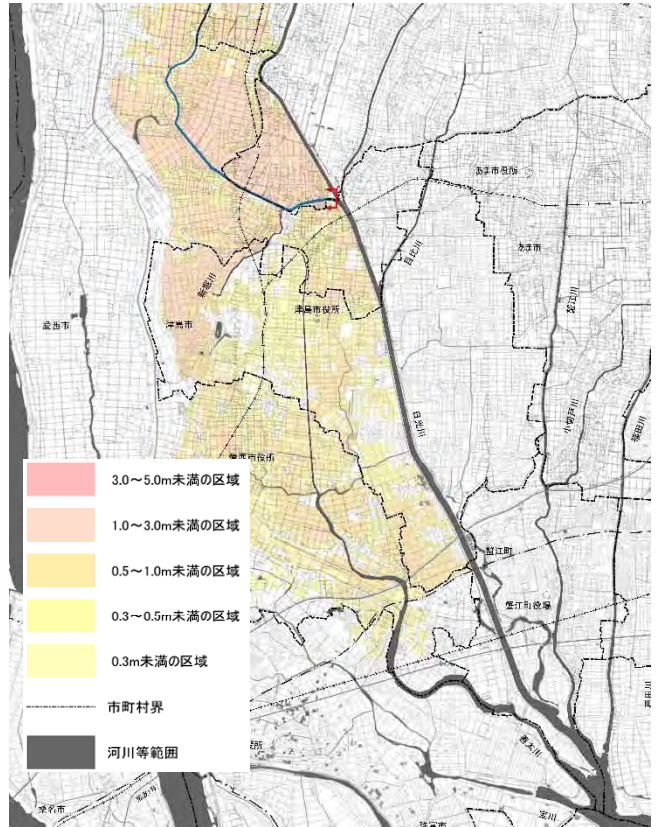 あま市役所
目比川
あま市
蟹江川
新堀川
津島市役所
愛西市
津島市
小切戸川
福田川
日光川
愛西市役所
3.0～5.0m未満の区域
1.0～3.0m未満の区域
0.5～1.0m未満の区域
0.3～0.5m未満の区域
0.3m未満の区域
市町村界
河川等範囲
蟹江町
蟹江町役場
善太川
桑名市
宝川